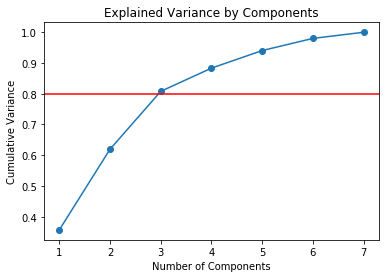 Explained Variance by Components
Cumulative Variance
1.0
0.9
0.8
0.7
0.6
0.5
0.4
1 2 3 4 5 6 7
Number of Components